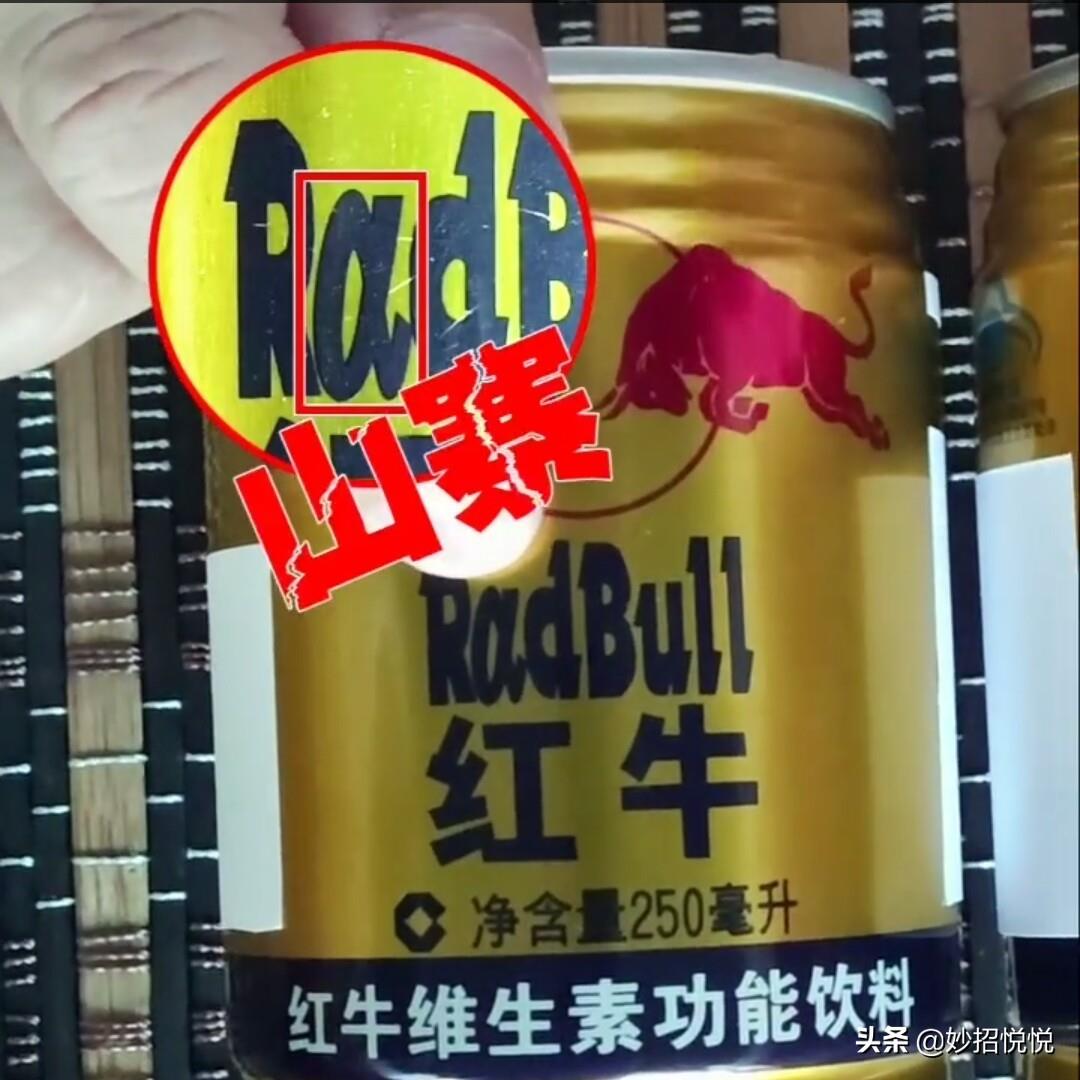 RadB
山寨
RadBull
红牛
净含量250毫升
红牛维生素功能饮料
头条 @妙招悦悦